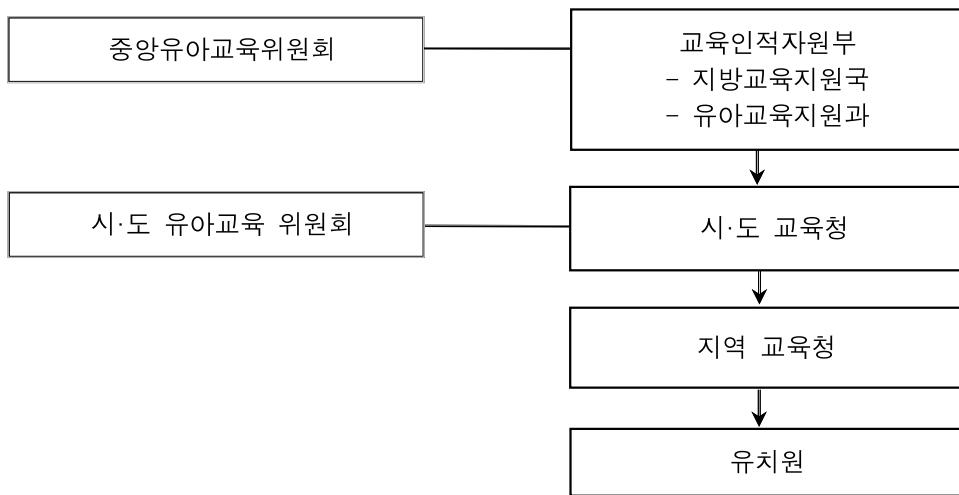 중앙유아교육위원회
교육인적자원부
- 지방교육지원국
- 유아교육지원과
시·도 유아교육 위원회
시·도 교육청
지역 교육청
유치원